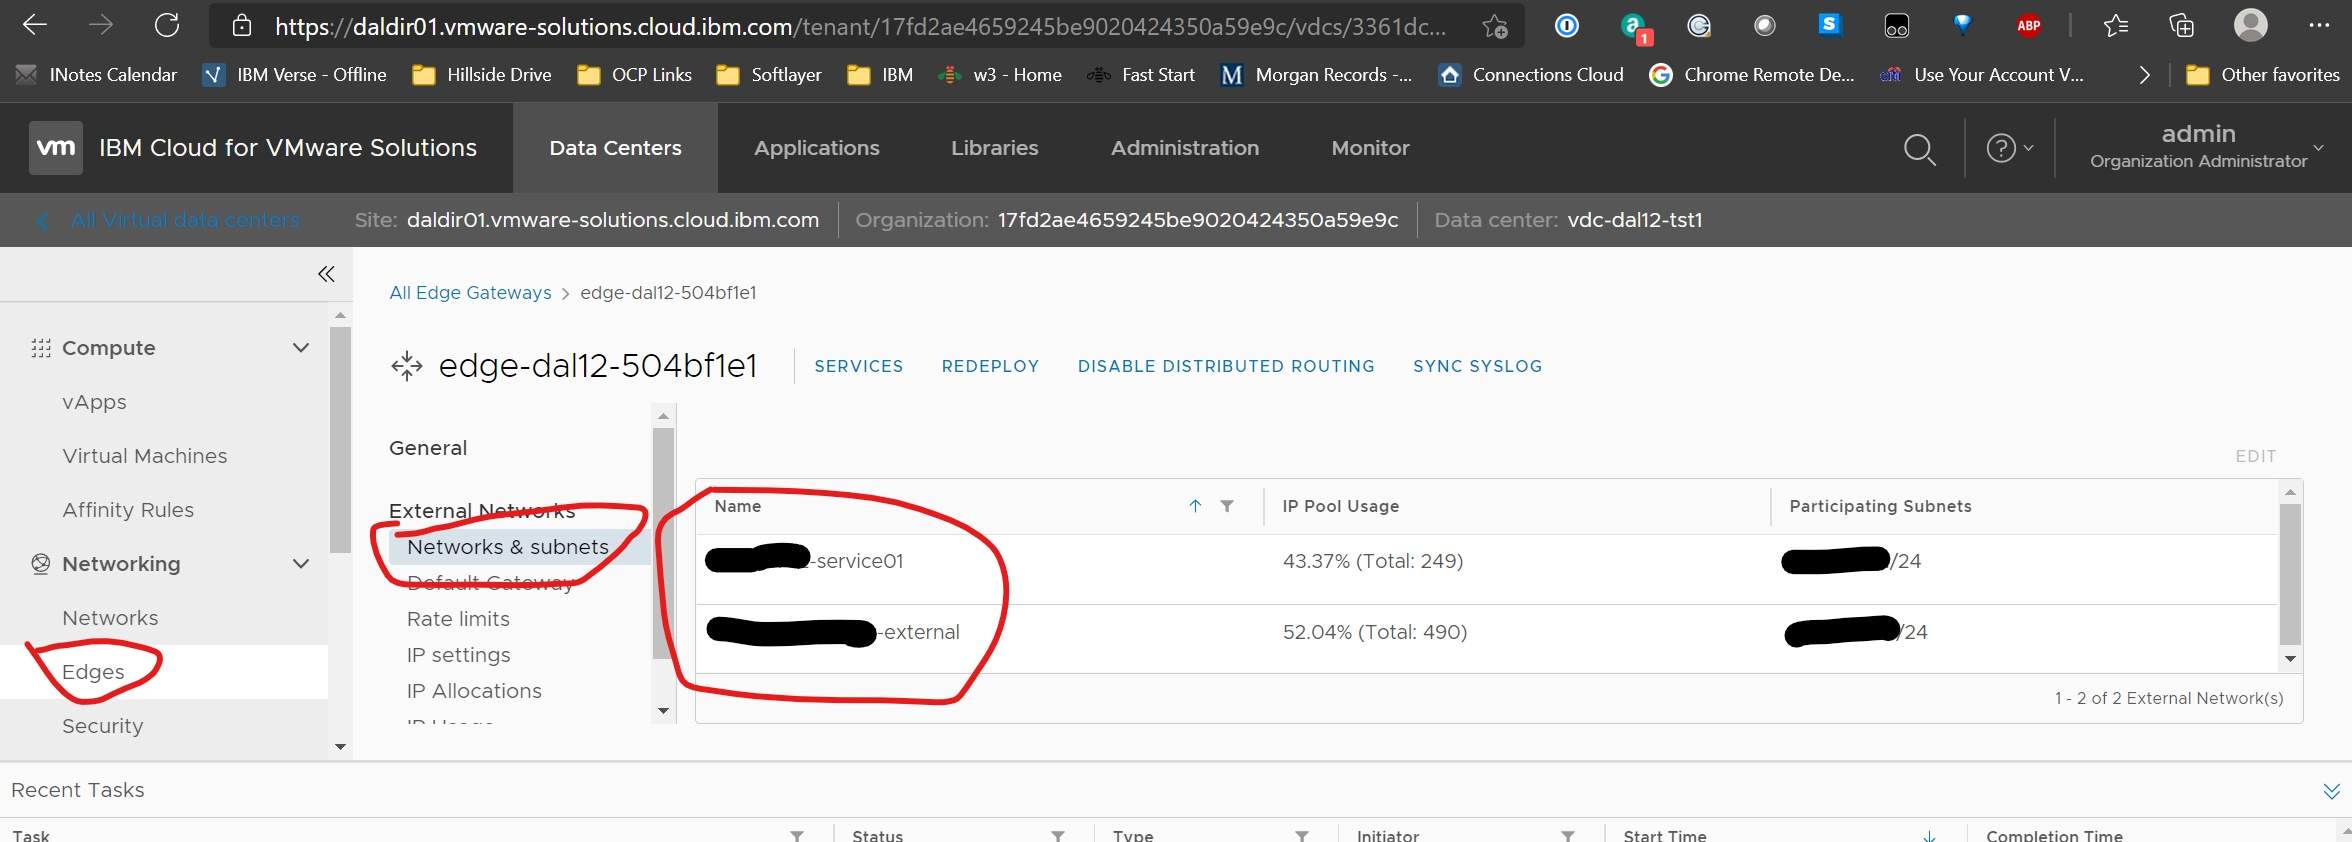 https://daldir01.vmware-solutions.cloud.ibm.com/tenant/17fd2ae4659245be9020424350a59e9c/vdcs/3361dc...
1
ABP
INotes Calendar IBM Verse - Offline Hillside Drive OCP Links Softlayer IBM w3 - Home Fast Start M Morgan Records -... Connections Cloud Chrome Remote De... citi Use Your Account V... Other favorites
vm IBM Cloud for VMware Solutions Data Centers Applications Libraries Administration Monitor admin
Organization Administrator
All Virtual data centers Site: daldir01.vmware-solutions.cloud.ibm.com Organization: 17fd2ae4659245be9020424350a59e9c Data center: vdc-dal12-tst1
All Edge Gateways > edge-dal12-504bf1e1
Compute
edge-dal12-504bf1e1 SERVICES REDEPLOY DISABLE DISTRIBUTED ROUTING SYNC SYSLOG
vApps
General
Virtual Machines
EDIT
Affinity Rules
External Networks
Name IP Pool Usage Participating Subnets
Networks & subnets
Networking
-service01 43.37% (Total: 249) /24
Default Gateway
Networks
Rate limits
-external 52.04% (Total: 490) /24
IP settings
Edges
IP Allocations
1 - 2 of 2 External Network(s)
Security
IP Usage
Recent Tasks
Task Status Type Initiator Start Time Completion Time